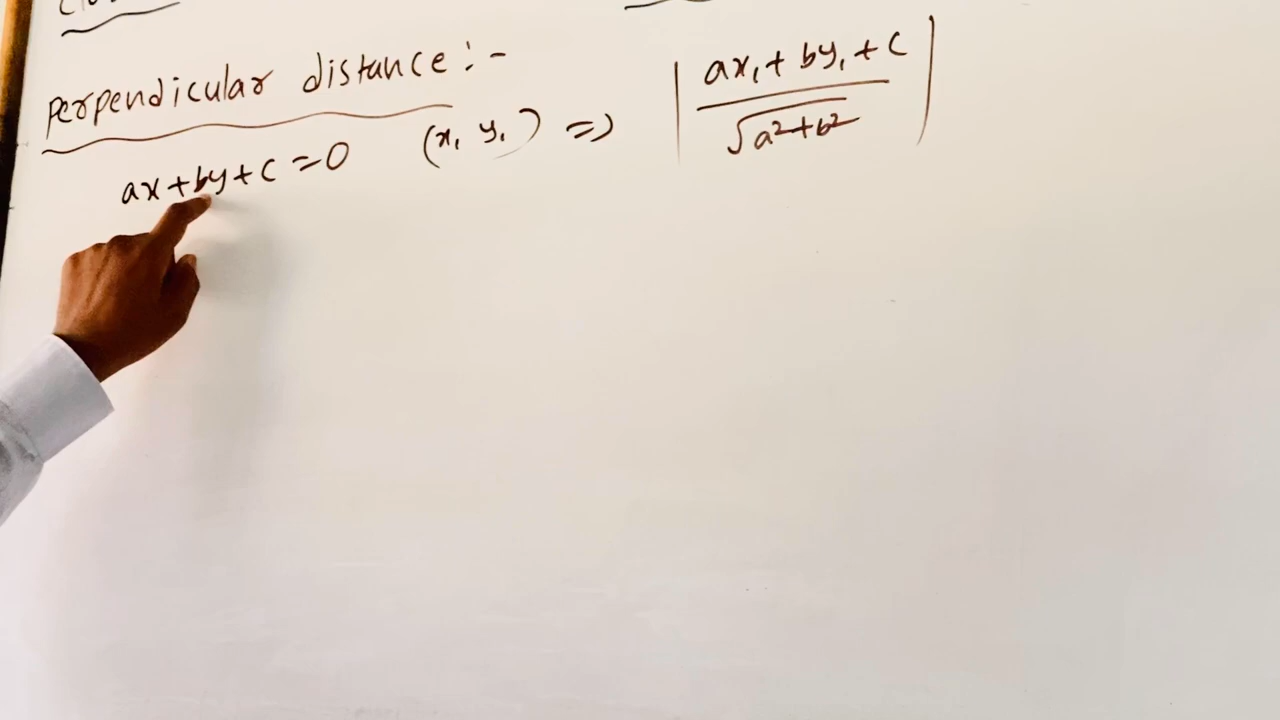 perpendicular distance :-
ax + by + c = 0 (x₁ y₁) => | ax₁ + by₁ + c / √a²+b² |